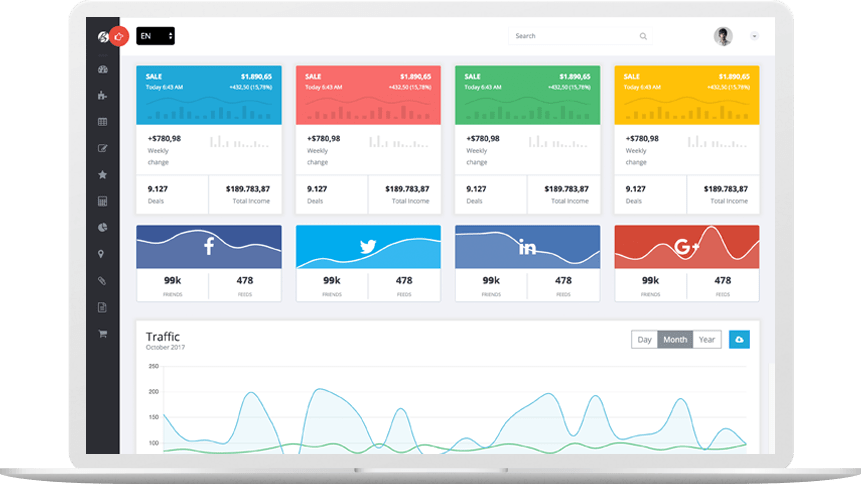 EN
Search
SALE $1.890,65
Today 6:43 AM +432,50 (15,78%)
SALE $1.890,65
Today 6:43 AM +432,50 (15,78%)
SALE $1.890,65
Today 6:43 AM +432,50 (15,78%)
SALE $1.890,65
Today 6:43 AM +432,50 (15,78%)
+$780,98
Weekly
change
+$780,98
Weekly
change
+$780,98
Weekly
change
+$780,98
Weekly
change
9.127 $189.783,87
Deals Total Income
9.127 $189.783,87
Deals Total Income
9.127 $189.783,87
Deals Total Income
9.127 $189.783,87
Deals Total Income
f
in
G+
99k 478
FRIENDS FEEDS
99k 478
FRIENDS FEEDS
99k 478
FRIENDS FEEDS
99k 478
FRIENDS FEEDS
Traffic
October 2017
Day Month Year
250
200
150
100